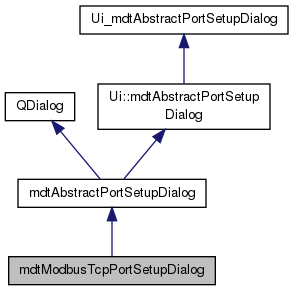 Ui_mdtAbstractPortSetupDialog
QDialog
Ui::mdtAbstractPortSetup
Dialog
mdtAbstractPortSetupDialog
mdtModbusTcpPortSetupDialog